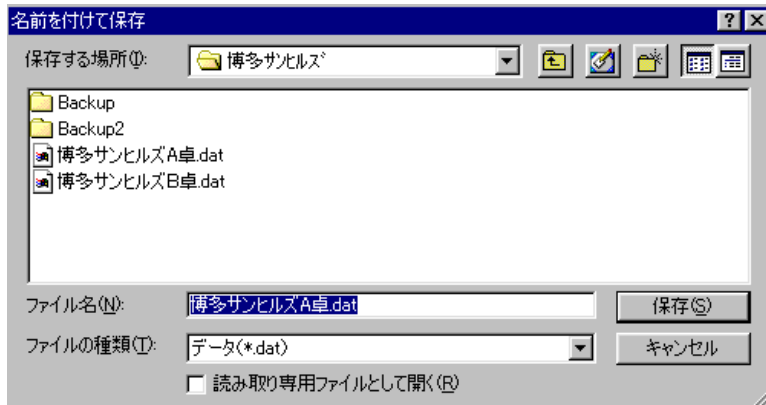 名前を付けて保存
保存する場所(I): 博多サンヒルズ
Backup
Backup2
博多サンヒルズA卓.dat
博多サンヒルズB卓.dat
ファイル名(N): 博多サンヒルズA卓.dat 保存(S)
ファイルの種類(T): データ(*.dat) キャンセル
読み取り専用ファイルとして開く(R)